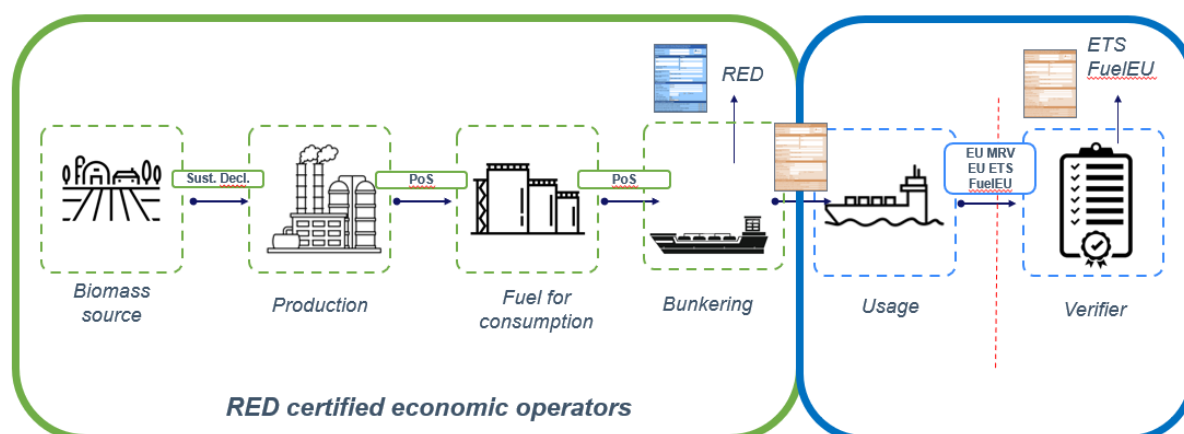 RED
ETS
FuelEU
Sust. Decl.
PoS
PoS
EU MRV
EU ETS
FuelEU
Biomass
source
Production
Fuel for
consumption
Bunkering
Usage
Verifier
RED certified economic operators